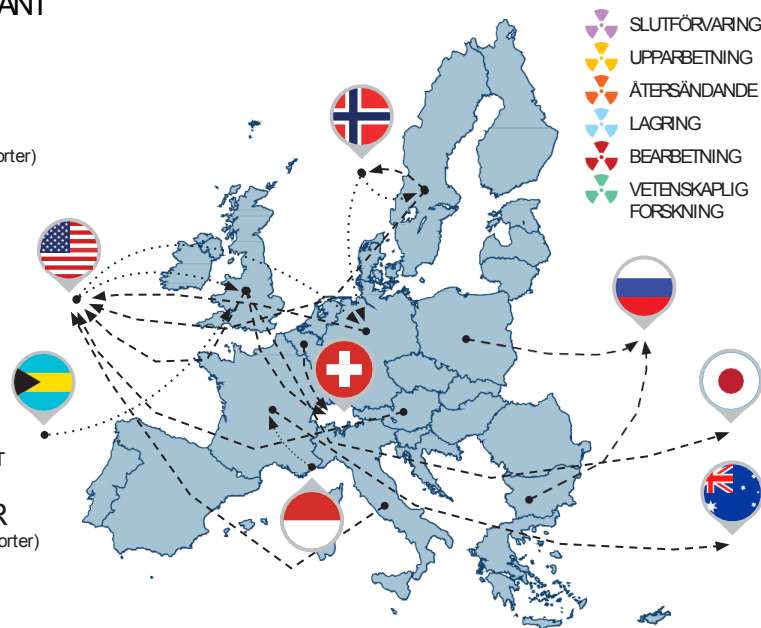 ANT
orter)
T
R
orter)
SLUTFÖRVARING
UPPARBETNING
ÅTERSÄNDANDE
LAGRING
BEARBETNING
VETENSKAPLIG
FORSKNING